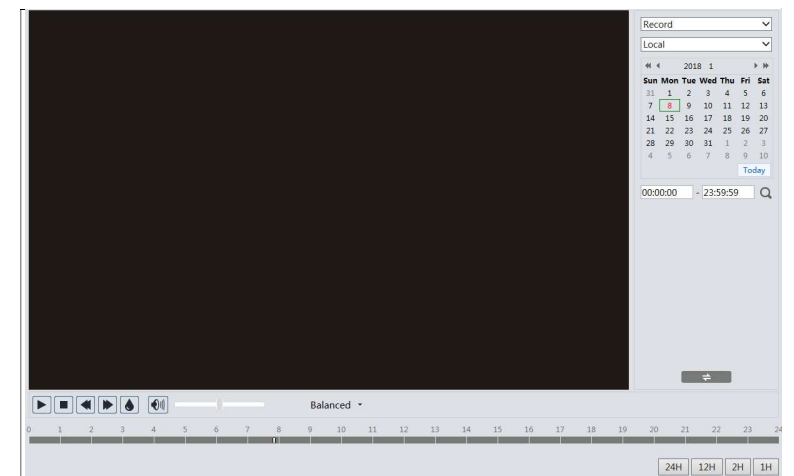 Record
Local
2018 1
Sun Mon Tue Wed Thu Fri Sat
31 1 2 3 4 5 6
7 8 9 10 11 12 13
14 15 16 17 18 19 20
21 22 23 24 25 26 27
28 29 30 31 1 2 3
4 5 6 7 8 9 10
Today
00:00:00 - 23:59:59
Balanced
0 1 2 3 4 5 6 7 8 9 10 11 12 13 14 15 16 17 18 19 20 21 22 23 24
24H 12H 2H 1H